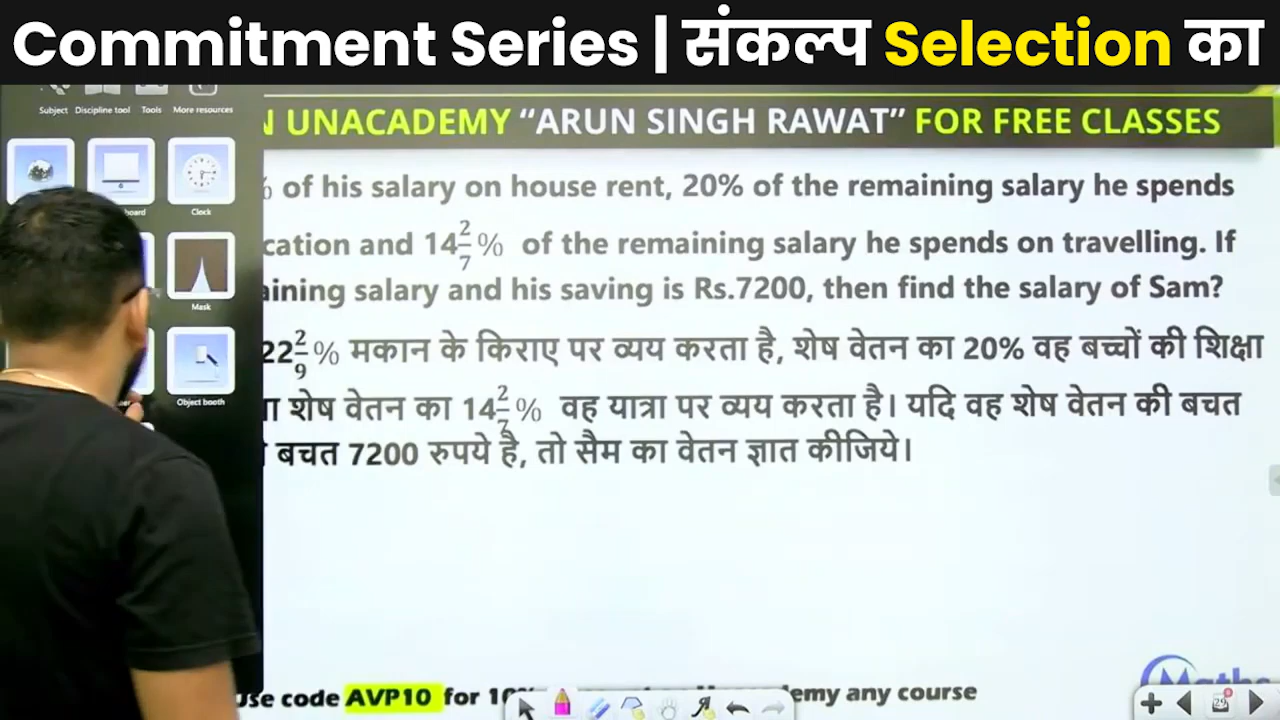 Commitment Series | संकल्प Selection का
Subject Discipline tool Tools More resources
UNACADEMY “ARUN SINGH RAWAT” FOR FREE CLASSES
Clock
Mask
Object booth
% of his salary on house rent, 20% of the remaining salary he spends
and 14 2/7 % of the remaining salary he spends on travelling. If
salary and his saving is Rs.7200, then find the salary of Sam?
22 2/9 % मकान के किराए पर व्यय करता है, शेष वेतन का 20% वह बच्चों की शिक्षा
शेष वेतन का 14 2/7 % वह यात्रा पर व्यय करता है। यदि वह शेष वेतन की बचत
बचत 7200 रुपये है, तो सैम का वेतन ज्ञात कीजिये।
Maths
use code AVP10 for any course